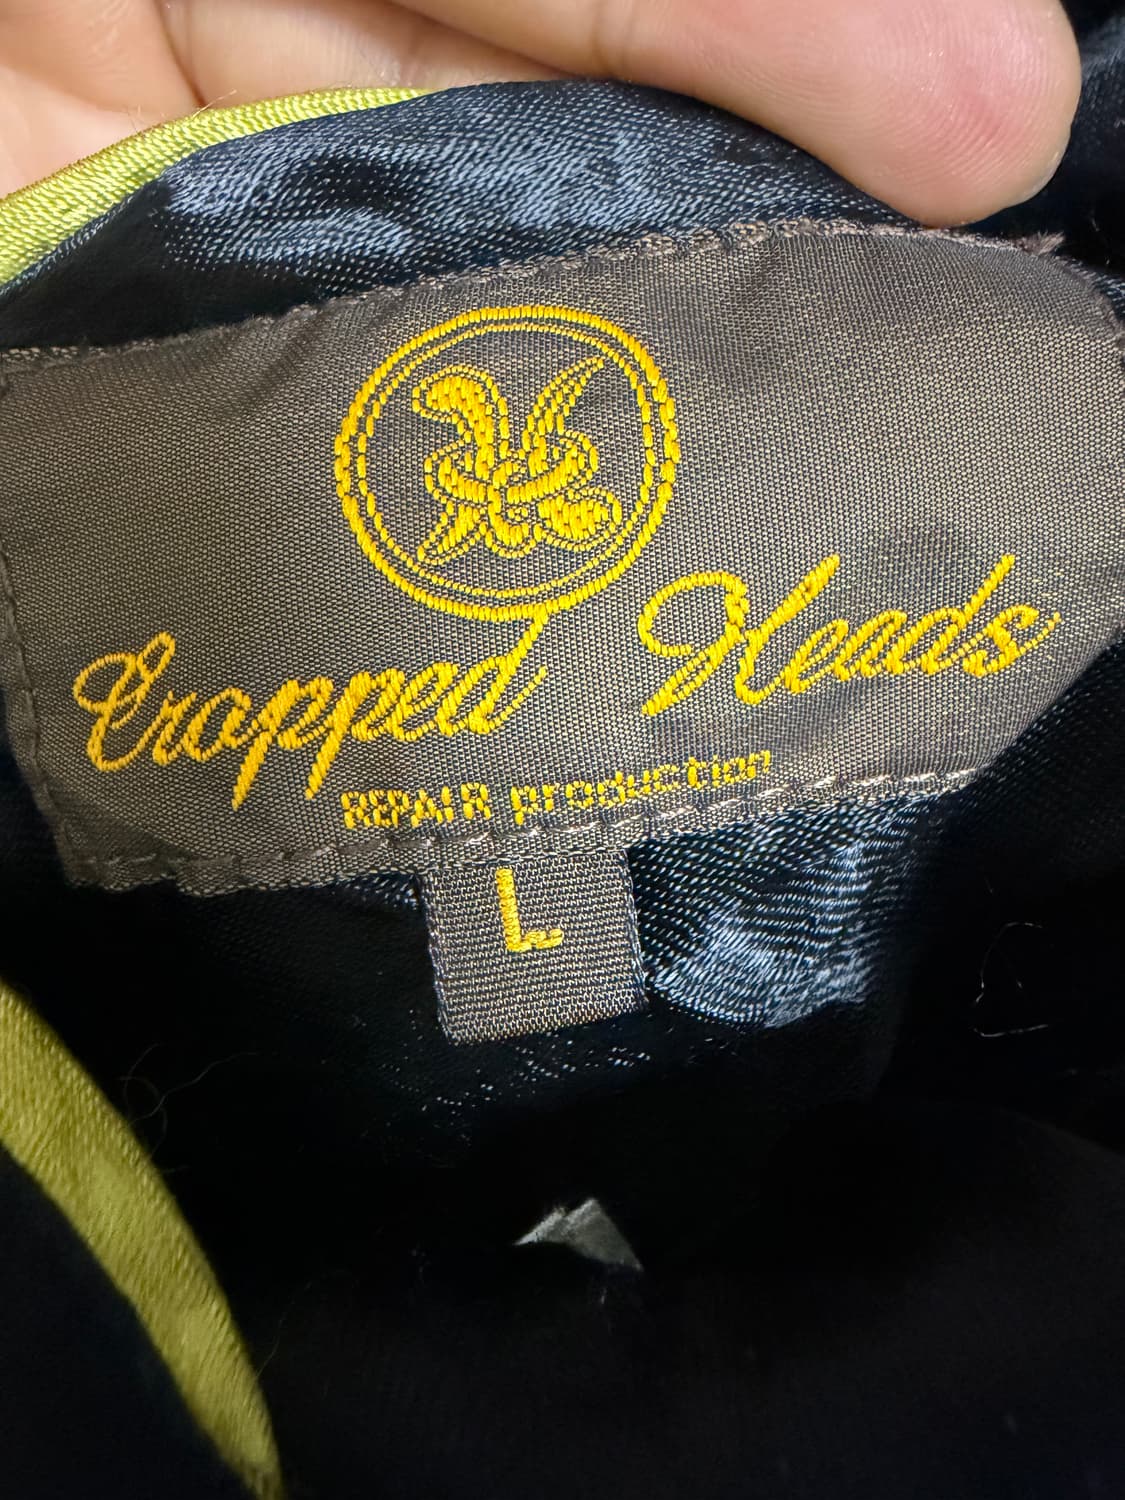 Cropped Heads
REPAIR production
L